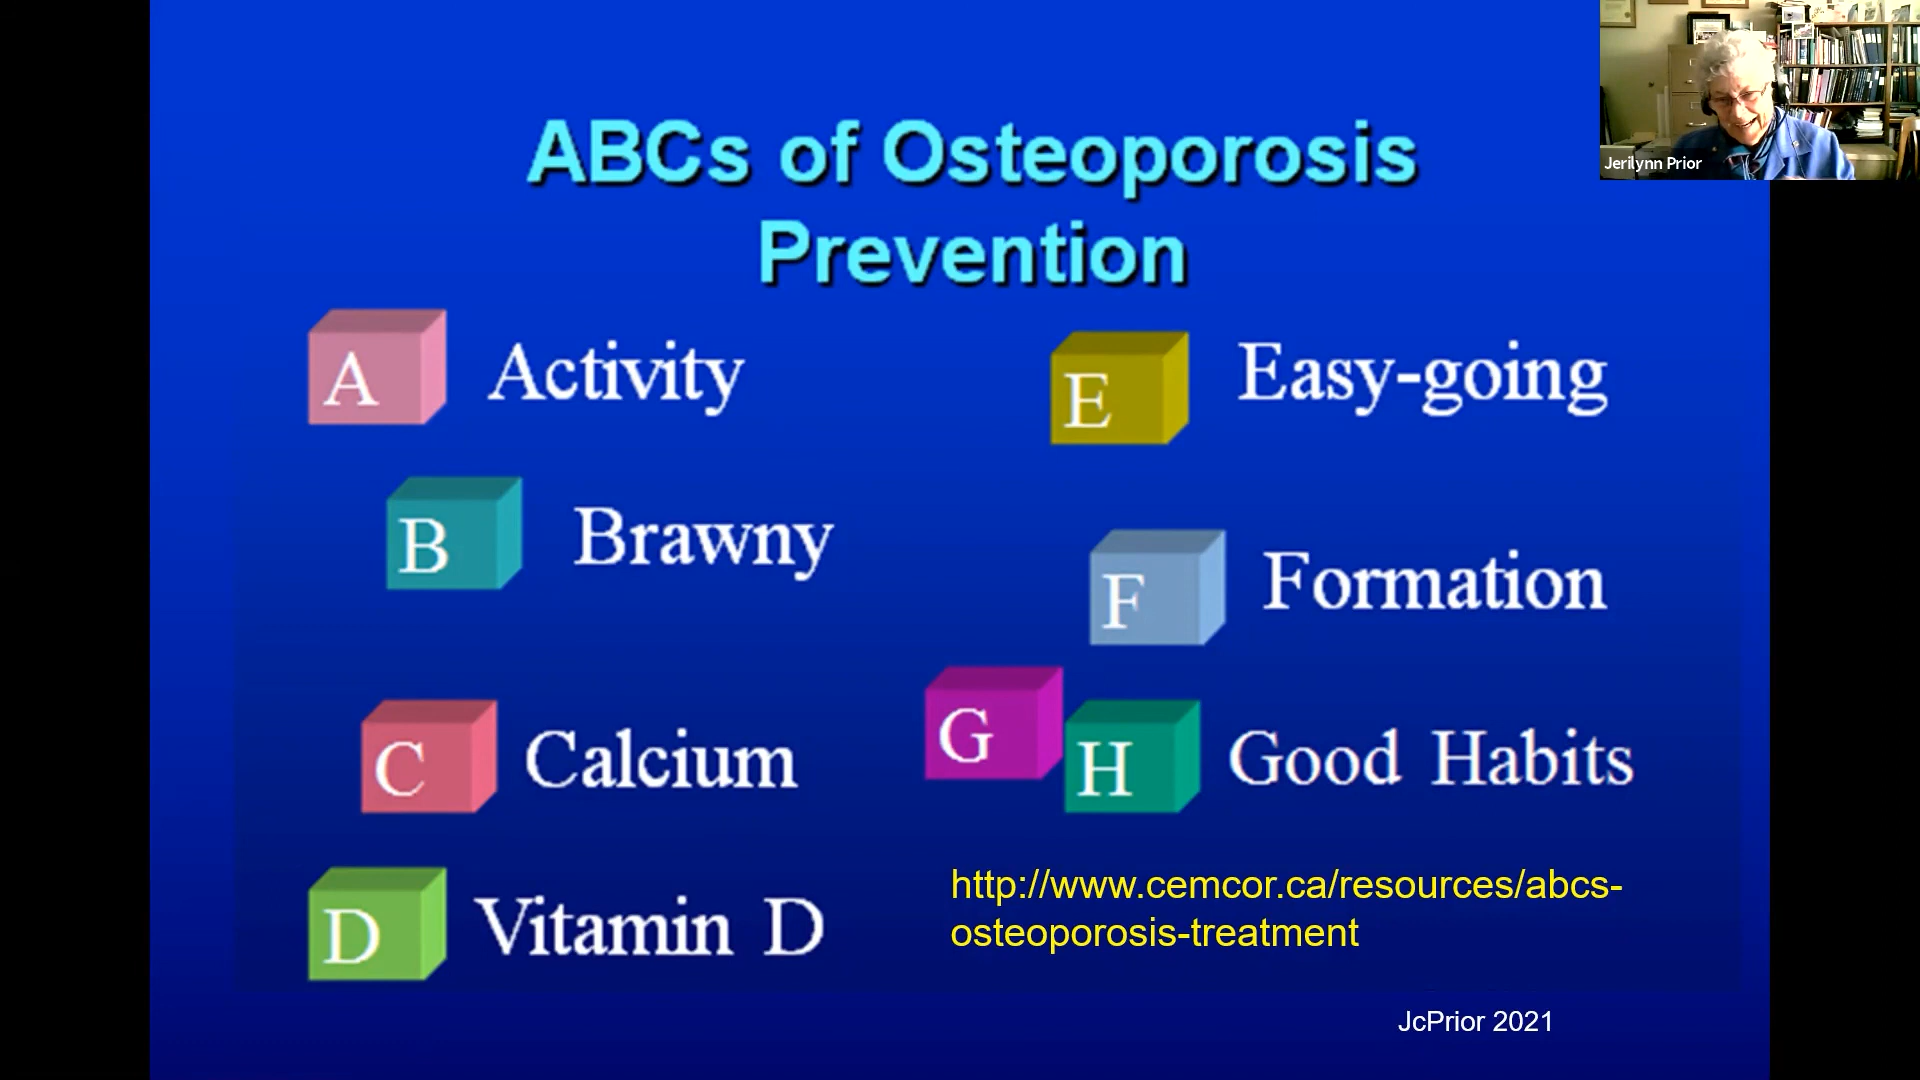 ABCs of Osteoporosis
Prevention
Jerilynn Prior
A Activity
B Brawny
C Calcium
D Vitamin D
E Easy-going
F Formation
G H Good Habits
http://www.cemcor.ca/resources/abcs-
osteoporosis-treatment
JcPrior 2021